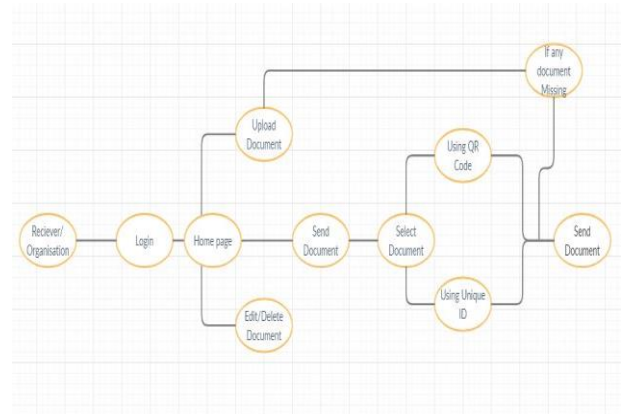 If any
document
Missing
Upload
Document
Using QR
Code
Reciever/
Organisation
Login
Home page
Send
Document
Select
Document
Send
Document
Using Unique
ID
Edit/Delete
Document